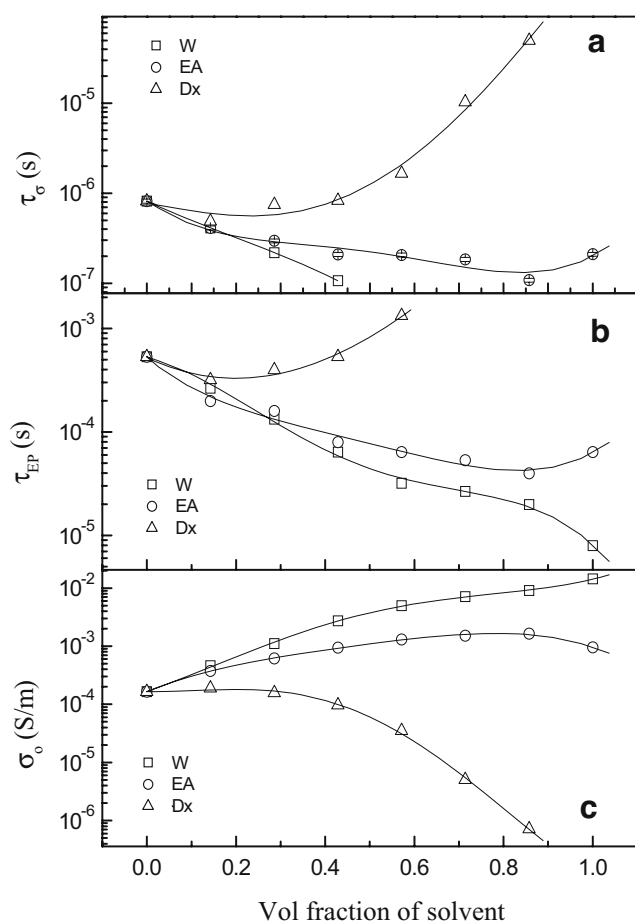 a
W
EA
Dx
10⁻⁵
10⁻⁶
10⁻⁷
τσ (s)
b
10⁻³
10⁻⁴
10⁻⁵
τEP (s)
W
EA
Dx
10⁻²
10⁻³
10⁻⁴
10⁻⁵
10⁻⁶
σo (S/m)
W
EA
Dx
c
0.0 0.2 0.4 0.6 0.8 1.0
Vol fraction of solvent